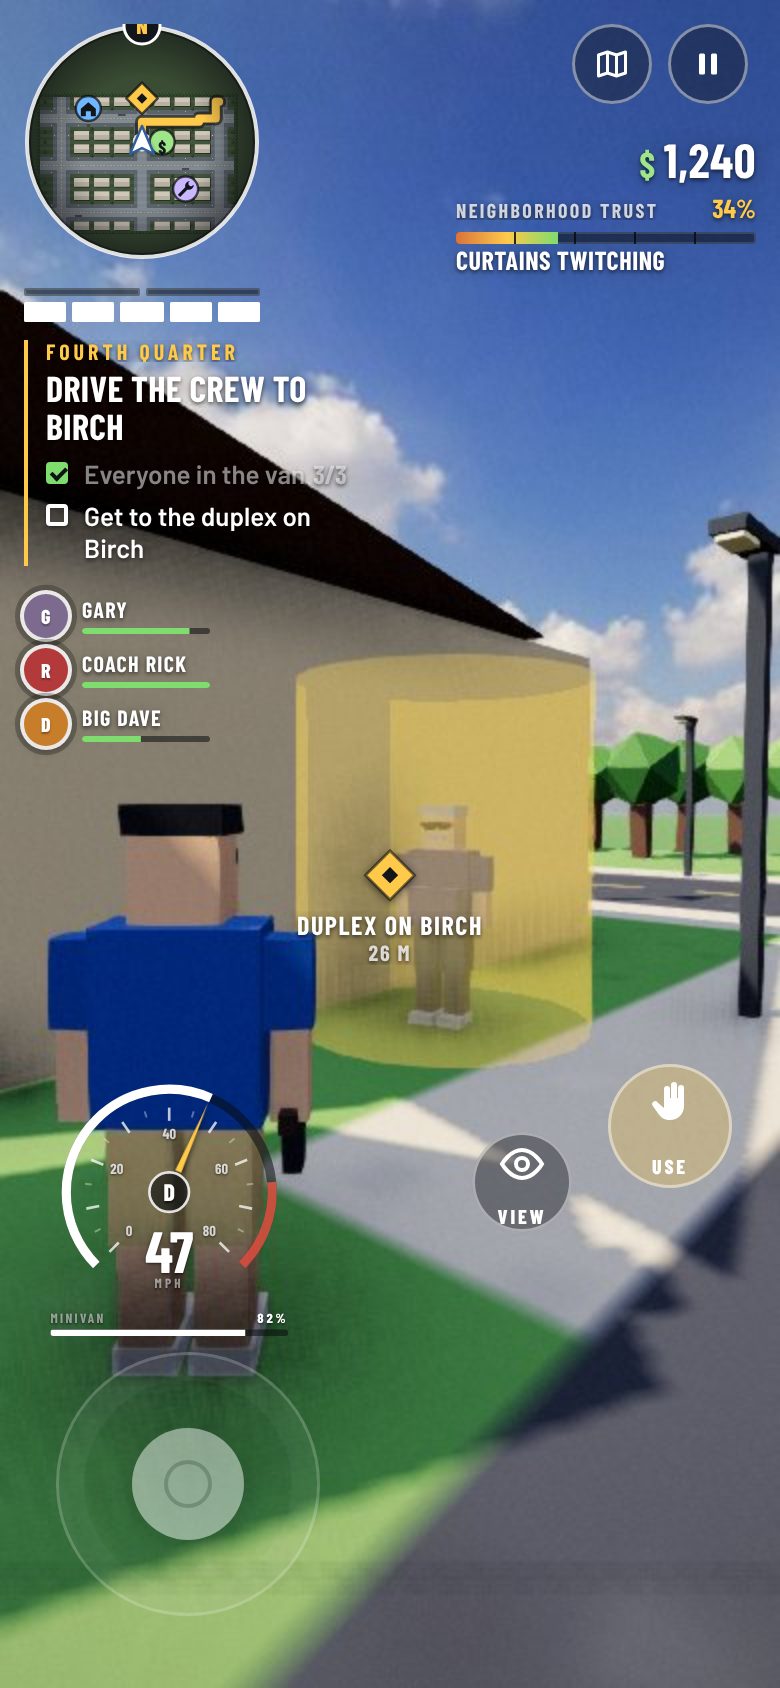 N
$ 1,240
NEIGHBORHOOD TRUST 34%
CURTAINS TWITCHING
$
FOURTH QUARTER
DRIVE THE CREW TO
BIRCH
Everyone in the van 3/3
Get to the duplex on
Birch
G GARY
R COACH RICK
D BIG DAVE
DUPLEX ON BIRCH
26 M
USE
VIEW
40
20 60
D
0 80
47
MPH
MINIVAN 82%